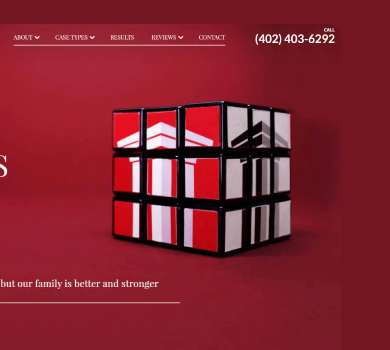 CALL
ABOUT CASE TYPES RESULTS REVIEWS CONTACT (402) 403-6292
S
but our family is better and stronger